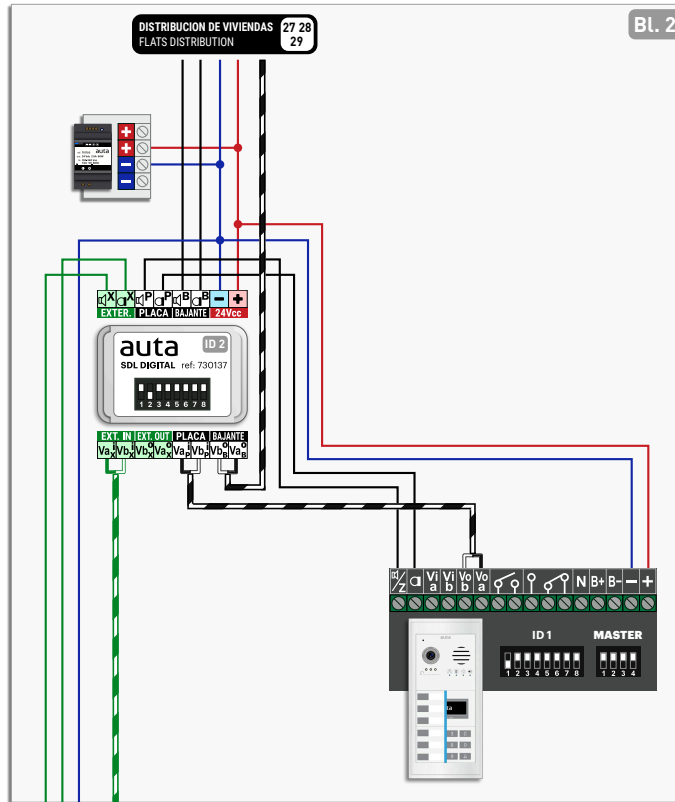 DISTRIBUCION DE VIVIENDAS 27 28
FLATS DISTRIBUTION 29
Bl. 2
auta
+
+
−
−
X X P P B B − +
EXTER. PLACA BAJANTE 24Vcc
auta ID 2
SDL DIGITAL ref: 730137
1 2 3 4 5 6 7 8
EXT. IN EXT. OUT PLACA BAJANTE
Va i X Vb i X Vb o X Va o X Va i P Vb i P Vb o B Va o B
/Z Vi a Vi b Vo b Vo a N B+ B- − +
ID 1 MASTER
1 2 3 4 5 6 7 8 1 2 3 4
auta